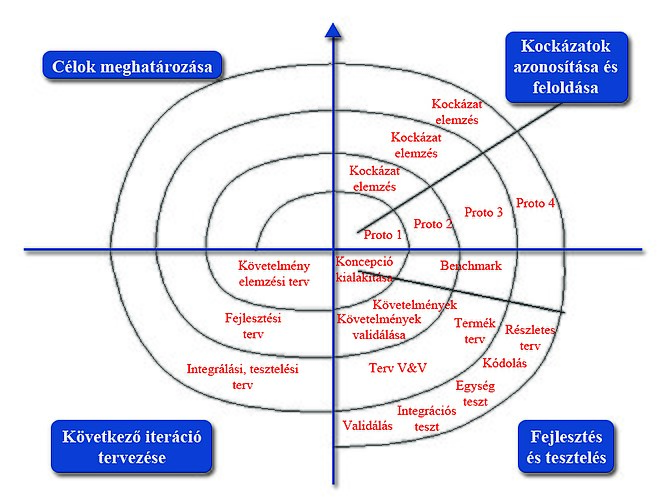 Célok meghatározása
Kockázatok
azonosítása és
feloldása
Kockázat
elemzés
Kockázat
elemzés
Kockázat
elemzés
Proto 1
Proto 2
Proto 3
Proto 4
Követelmény
elemzési terv
Koncepció
kialakítása
Benchmark
Követelmények
Fejlesztési
terv
Követelmények
validálása
Termék
terv
Részletes
terv
Integrálási, tesztelési
terv
Terv V&V
Kódolás
Egység
teszt
Integrációs
teszt
Validálás
Következő iteráció
tervezése
Fejlesztés
és tesztelés